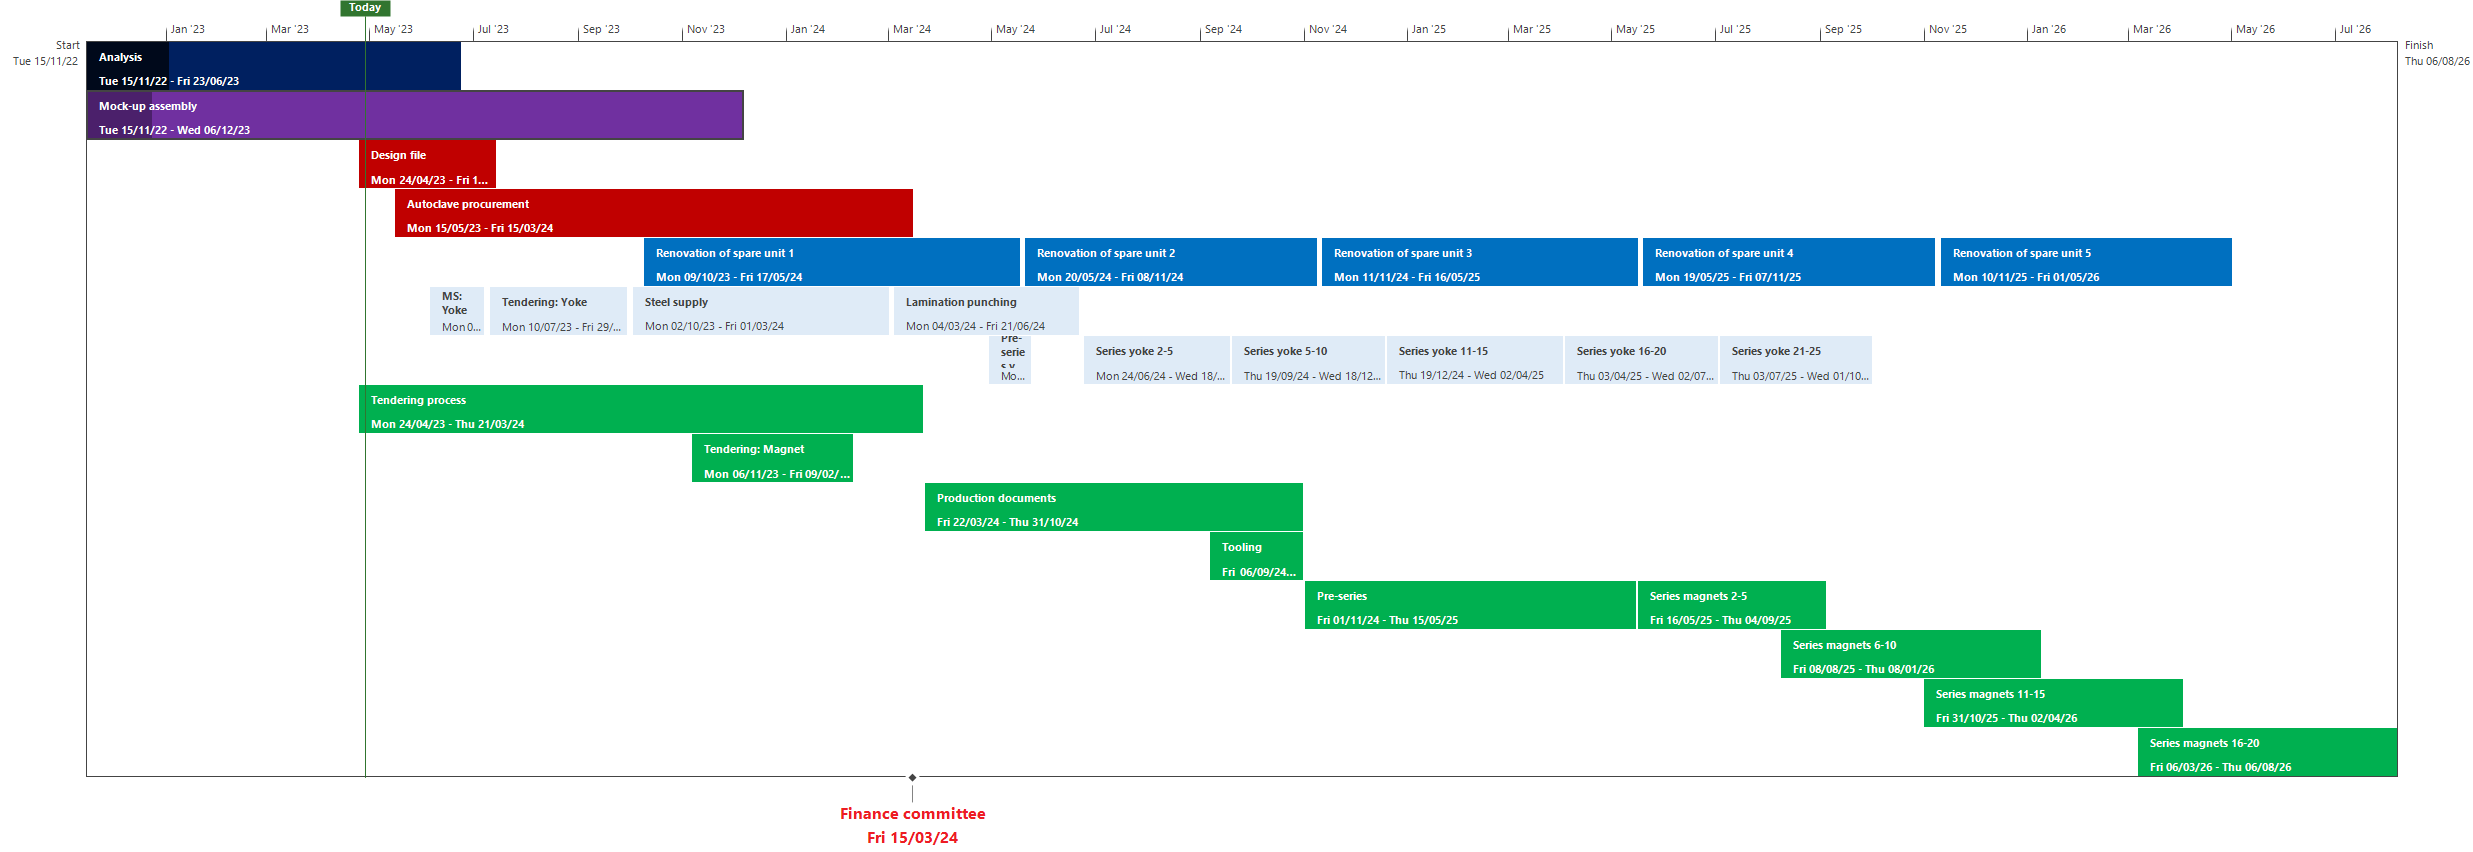 Today
Jan '23
Mar '23
May '23
Jul '23
Sep '23
Nov '23
Jan '24
Mar '24
May '24
Jul '24
Sep '24
Nov '24
Jan '25
Mar '25
May '25
Jul '25
Sep '25
Nov '25
Jan '26
Mar '26
May '26
Jul '26
Start
Tue 15/11/22
Finish
Thu 06/08/26
Analysis
Tue 15/11/22 - Fri 23/06/23
Mock-up assembly
Tue 15/11/22 - Wed 06/12/23
Design file
Mon 24/04/23 - Fri 1...
Autoclave procurement
Mon 15/05/23 - Fri 15/03/24
Renovation of spare unit 1
Mon 09/10/23 - Fri 17/05/24
Renovation of spare unit 2
Mon 20/05/24 - Fri 08/11/24
Renovation of spare unit 3
Mon 11/11/24 - Fri 16/05/25
Renovation of spare unit 4
Mon 19/05/25 - Fri 07/11/25
Renovation of spare unit 5
Mon 10/11/25 - Fri 01/05/26
MS:
Yoke
Mon 0...
Tendering: Yoke
Mon 10/07/23 - Fri 29/...
Steel supply
Mon 02/10/23 - Fri 01/03/24
Lamination punching
Mon 04/03/24 - Fri 21/06/24
Pre-
serie
s y
Mo...
Series yoke 2-5
Mon 24/06/24 - Wed 18/...
Series yoke 5-10
Thu 19/09/24 - Wed 18/12...
Series yoke 11-15
Thu 19/12/24 - Wed 02/04/25
Series yoke 16-20
Thu 03/04/25 - Wed 02/07...
Series yoke 21-25
Thu 03/07/25 - Wed 01/10...
Tendering process
Mon 24/04/23 - Thu 21/03/24
Tendering: Magnet
Mon 06/11/23 - Fri 09/02/...
Production documents
Fri 22/03/24 - Thu 31/10/24
Tooling
Fri 06/09/24...
Pre-series
Fri 01/11/24 - Thu 15/05/25
Series magnets 2-5
Fri 16/05/25 - Thu 04/09/25
Series magnets 6-10
Fri 08/08/25 - Thu 08/01/26
Series magnets 11-15
Fri 31/10/25 - Thu 02/04/26
Series magnets 16-20
Fri 06/03/26 - Thu 06/08/26
Finance committee
Fri 15/03/24